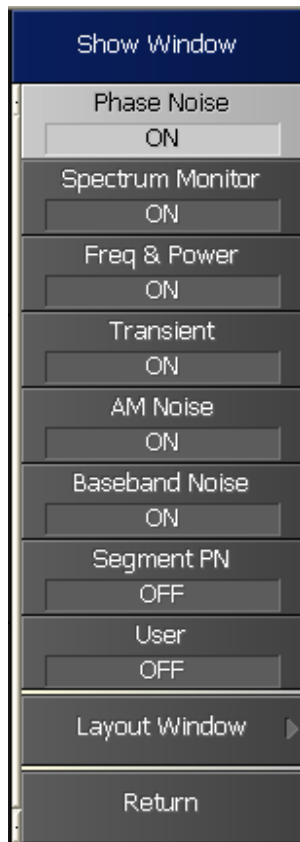 Show Window
Phase Noise
ON
Spectrum Monitor
ON
Freq & Power
ON
Transient
ON
AM Noise
ON
Baseband Noise
ON
Segment PN
OFF
User
OFF
Layout Window
Return